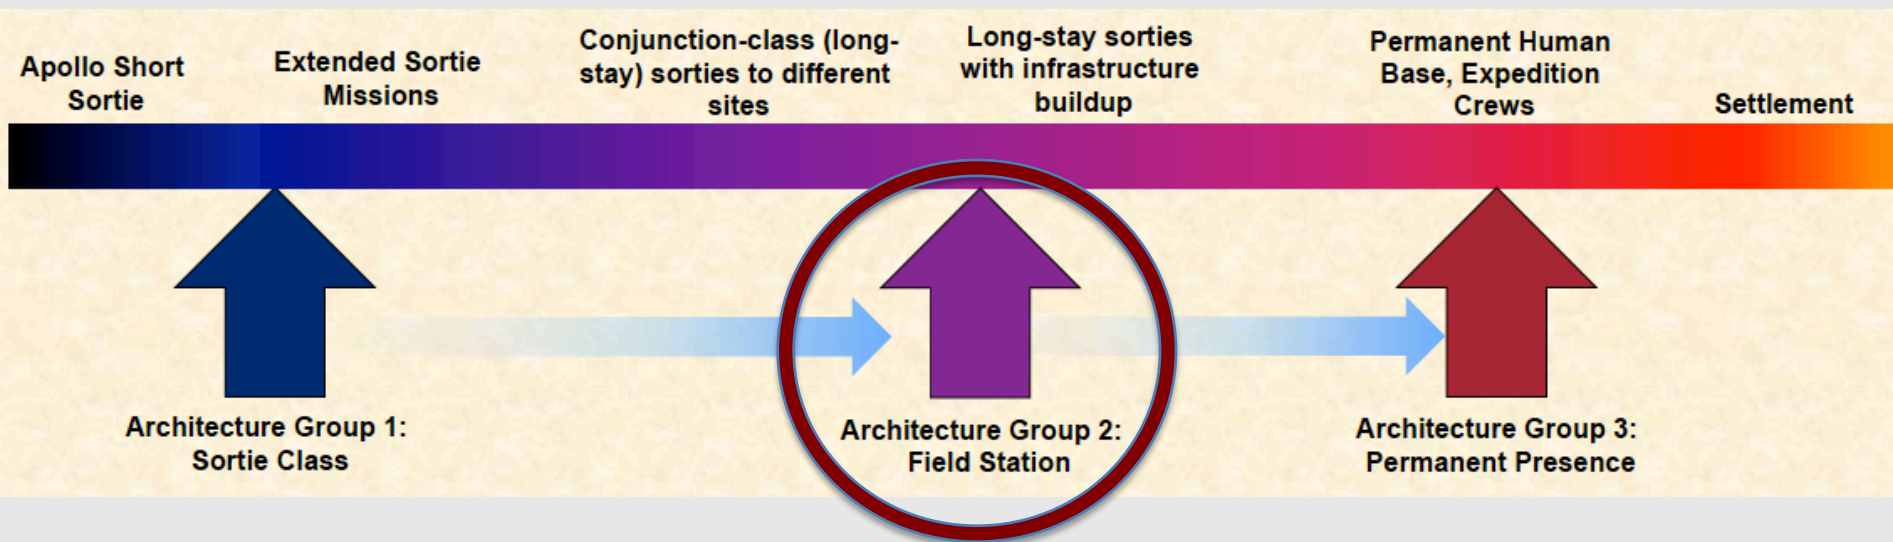 Apollo Short
Sortie
Extended Sortie
Missions
Conjunction-class (long-
stay) sorties to different
sites
Long-stay sorties
with infrastructure
buildup
Permanent Human
Base, Expedition
Crews
Settlement
Architecture Group 1:
Sortie Class
Architecture Group 2:
Field Station
Architecture Group 3:
Permanent Presence